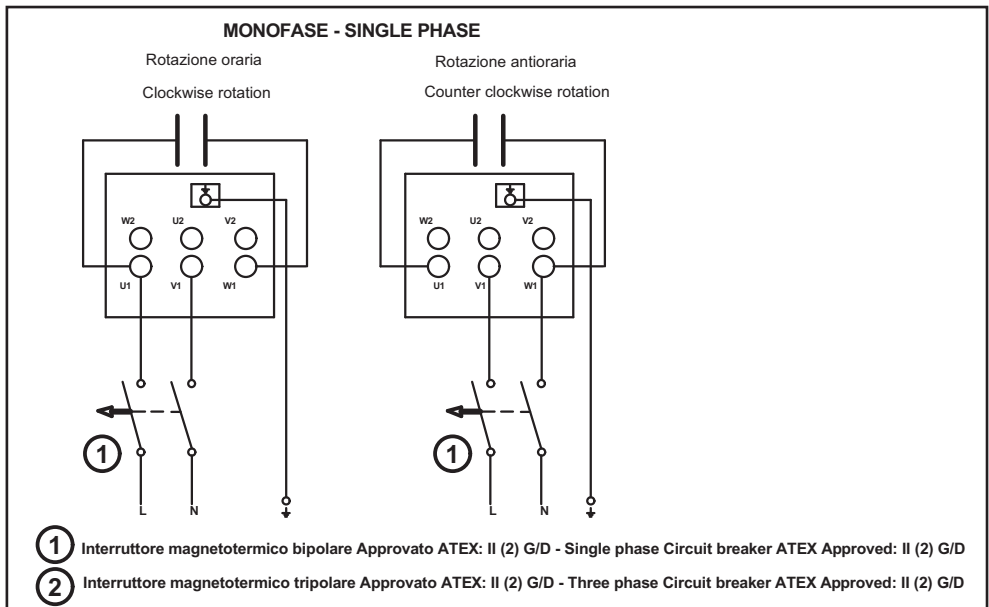 MONOFASE - SINGLE PHASE
Rotazione oraria
Clockwise rotation
Rotazione antioraria
Counter clockwise rotation
W2 U2 V2
U1 V1 W1
W2 U2 V2
U1 V1 W1
1
L N
1
L N
1 Interruttore magnetotermico bipolare Approvato ATEX: II (2) G/D - Single phase Circuit breaker ATEX Approved: II (2) G/D
2 Interruttore magnetotermico tripolare Approvato ATEX: II (2) G/D - Three phase Circuit breaker ATEX Approved: II (2) G/D